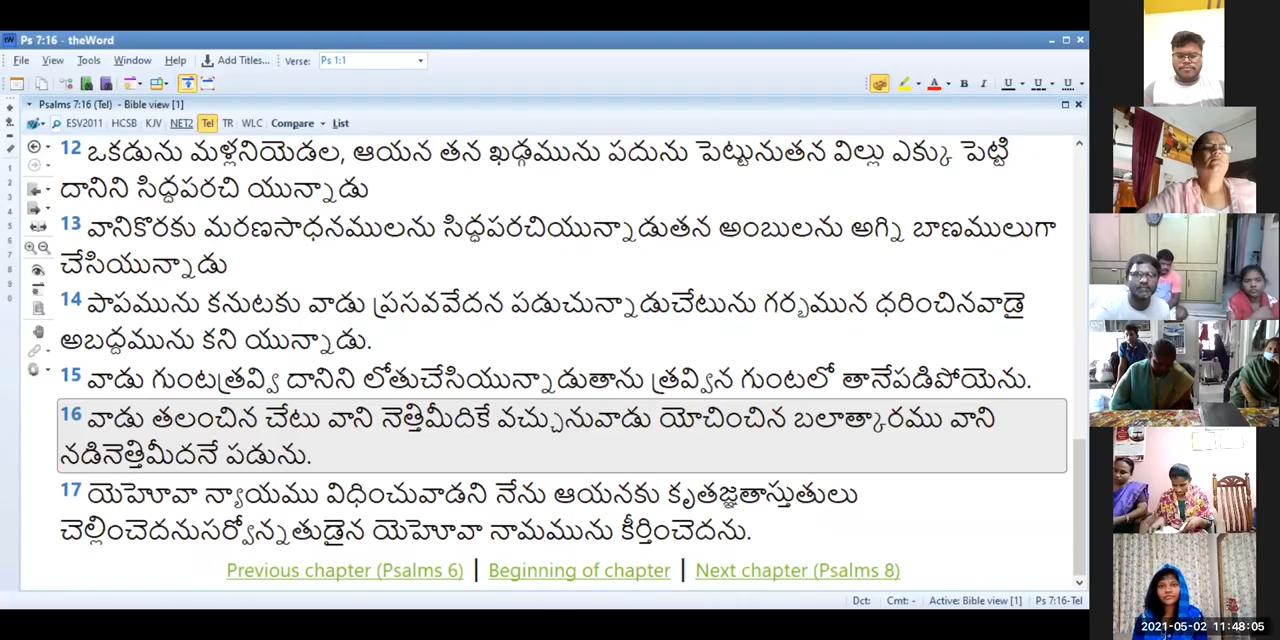 Ps 7:16 - theWord
File View Tools Window Help Add Titles... Verse: Ps 1:1
B I U U U
Psalms 7:16 (Tel) - Bible view [1]
ESV2011 HCSB KJV NET2 Tel TR WLC Compare List
12 ఒకడును మళ్లనియెడల, ఆయన తన ఖడ్గమును పదును పెట్టునుతన విల్లు ఎక్కు పెట్టి
దానిని సిద్ధపరచి యున్నాడు
13 వానికొరకు మరణసాధనములను సిద్ధపరచియున్నాడుతన అంబులను అగ్ని బాణములుగా
చేసియున్నాడు
14 పాపమును కనుటకు వాడు ప్రసవవేదన పడుచున్నాడుచేటును గర్భమున ధరించినవాడై
అబద్దమును కని యున్నాడు.
15 వాడు గుంటత్రవ్వి దానిని లోతుచేసియున్నాడుతాను త్రవ్విన గుంటలో తానేపడిపోయెను.
16 వాడు తలంచిన చేటు వాని నెత్తిమీదికే వచ్చునువాడు యోచించిన బలాత్కారము వాని
నడినెత్తిమీదనే పడును.
17 యెహోవా న్యాయము విధించువాడని నేను ఆయనకు కృతజ్ఞతాస్తుతులు
చెల్లించెదనుసర్వోన్నతుడైన యెహోవా నామమును కీర్తించెదను.
Previous chapter (Psalms 6) | Beginning of chapter | Next chapter (Psalms 8)
Dct: Cmt: - Active: Bible view [1] Ps 7:16-Tel
2021-05-02 11:48:05